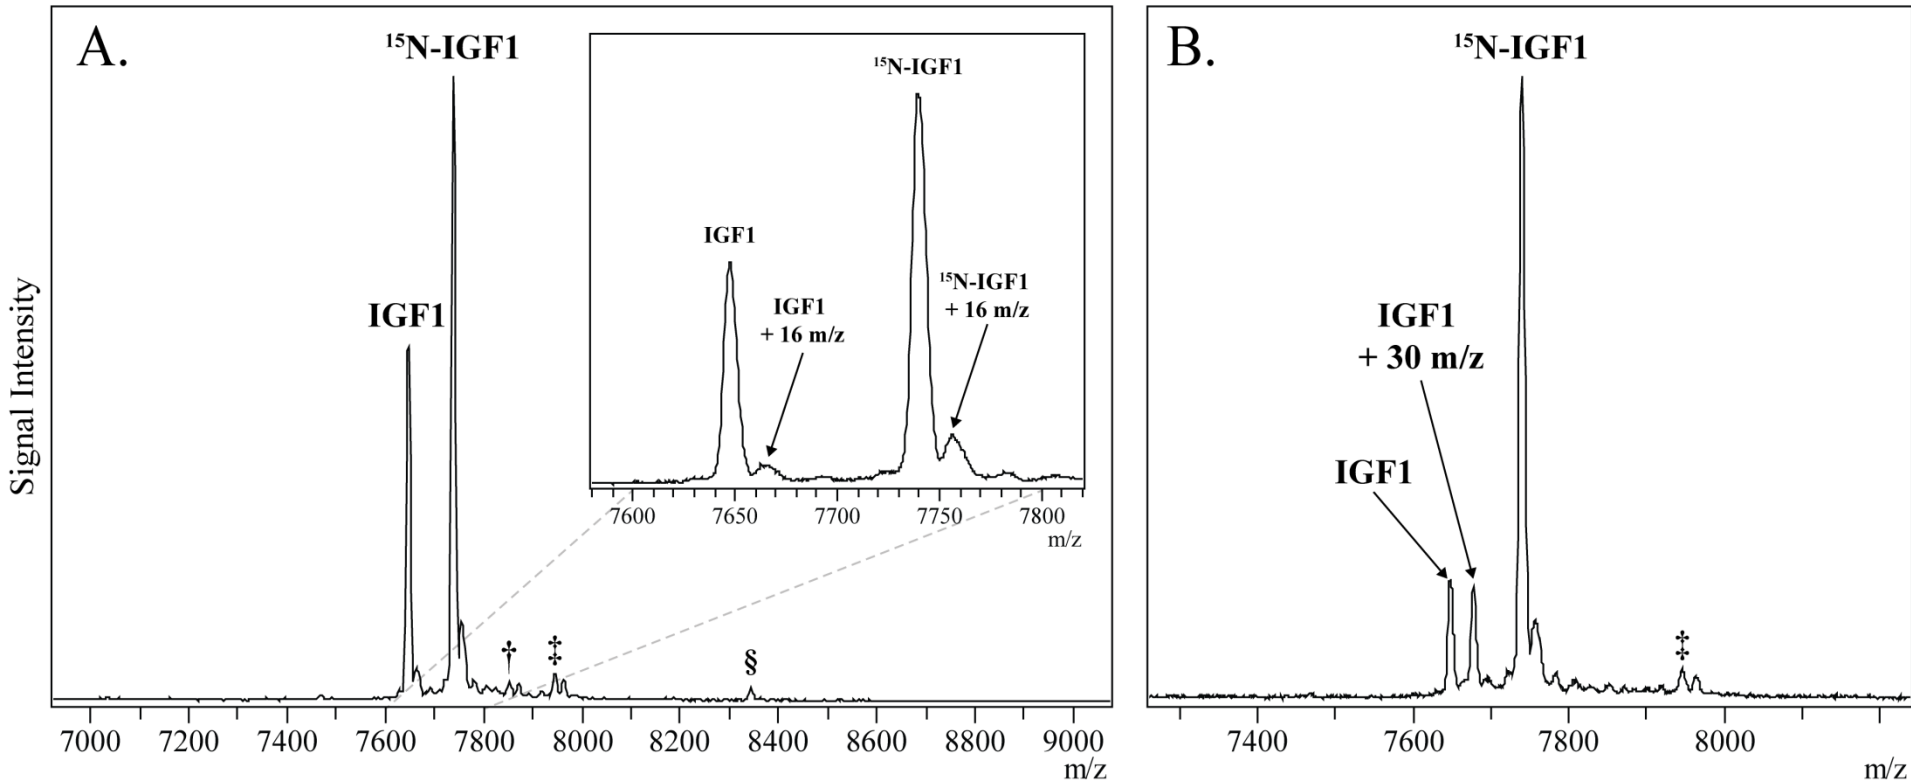 A.
¹⁵N-IGF1
IGF1
Signal Intensity
† ‡ §
7000 7200 7400 7600 7800 8000 8200 8400 8600 8800 9000
m/z
¹⁵N-IGF1
IGF1
IGF1
+ 16 m/z
¹⁵N-IGF1
+ 16 m/z
7600 7650 7700 7750 7800
m/z
B.
¹⁵N-IGF1
IGF1
+ 30 m/z
IGF1
‡
7400 7600 7800 8000
m/z